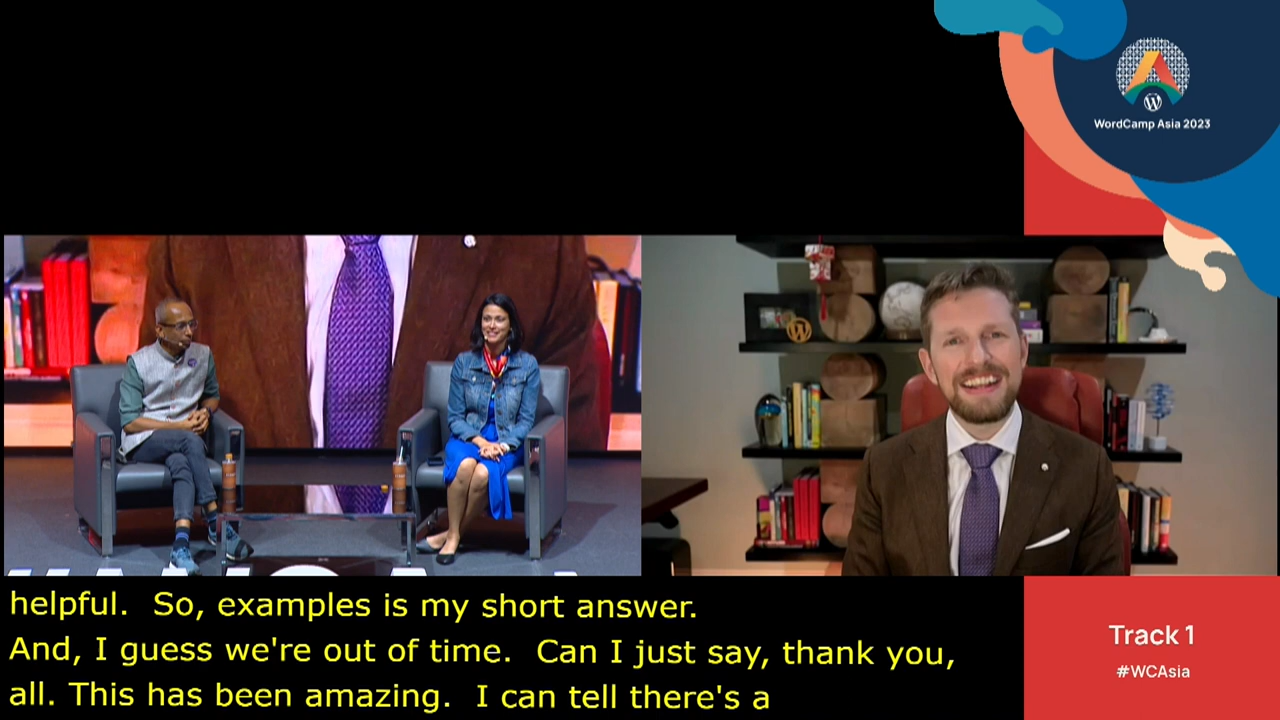 WordCamp Asia 2023
helpful.  So, examples is my short answer.
And, I guess we're out of time.  Can I just say, thank you,
all. This has been amazing.  I can tell there's a
Track 1
#WCAsia